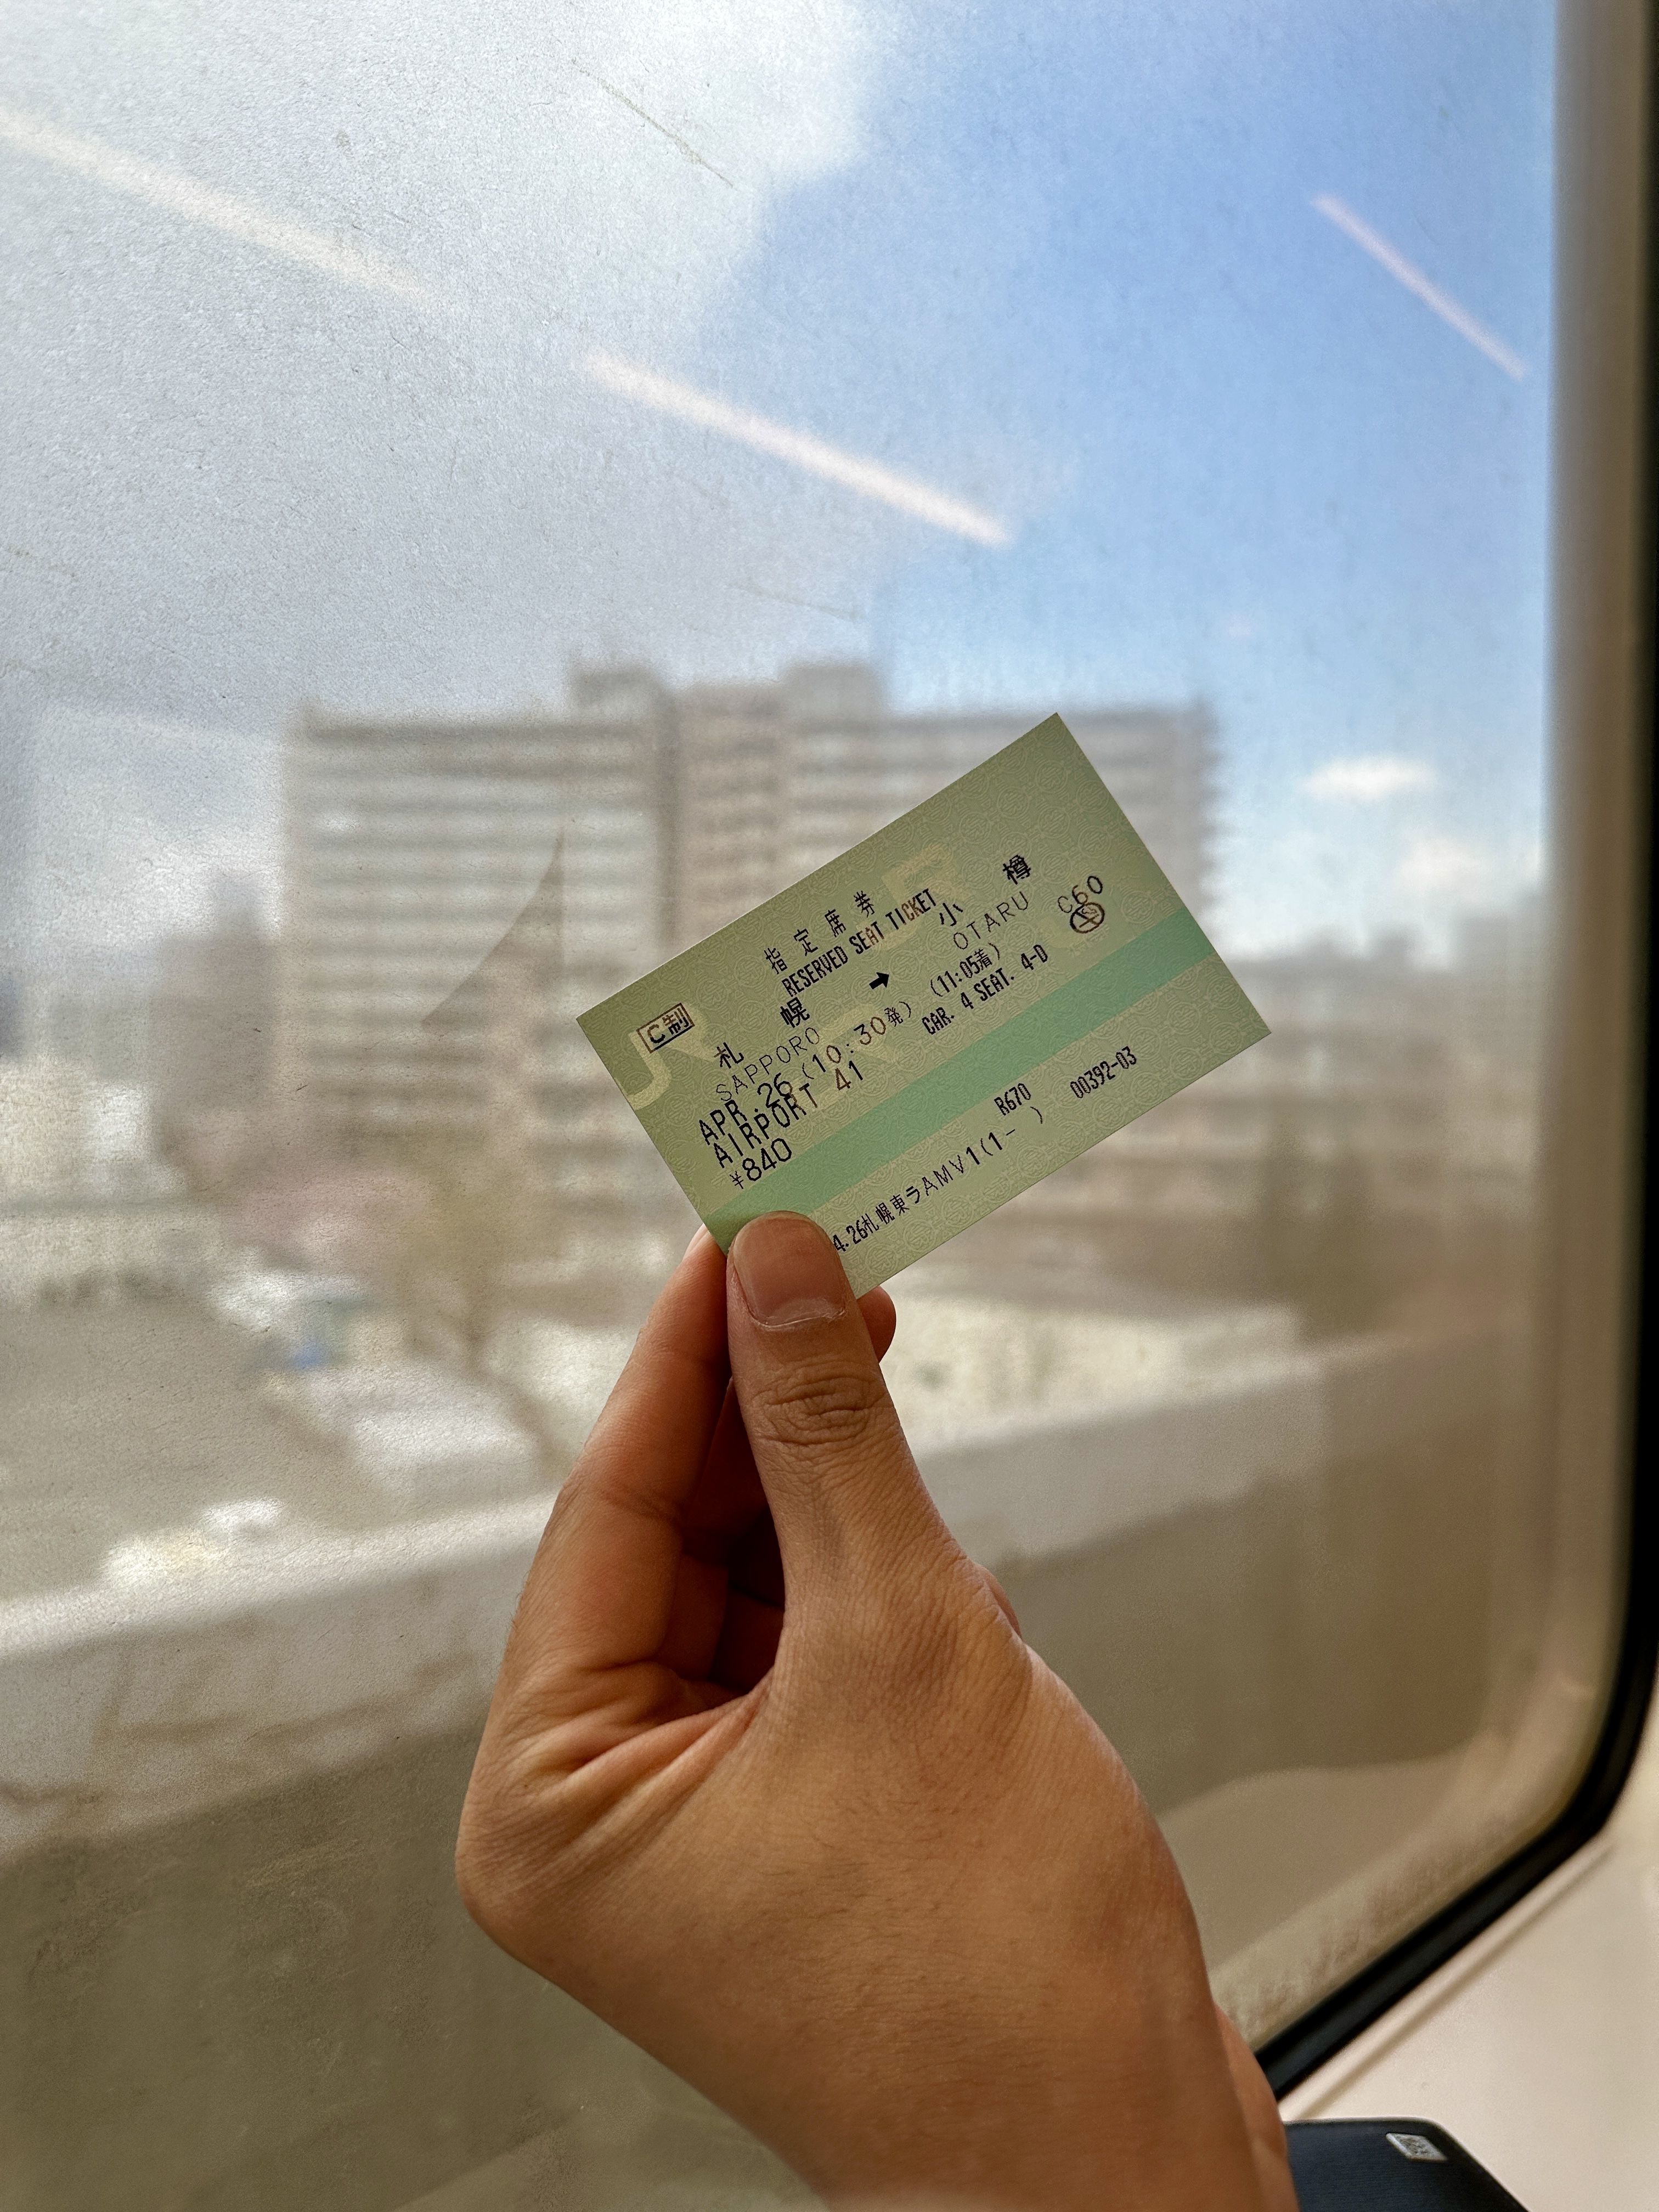 指定席券
RESERVED SEAT TICKET
C制
札幌 ➡ 小樽
SAPPORO OTARU C60
APR.26(10:30発) (11:05着)
AIRPORT 41 CAR. 4 SEAT. 4-D
¥840
R670
4.26札幌東ラAMV1(1- ) 00392-03